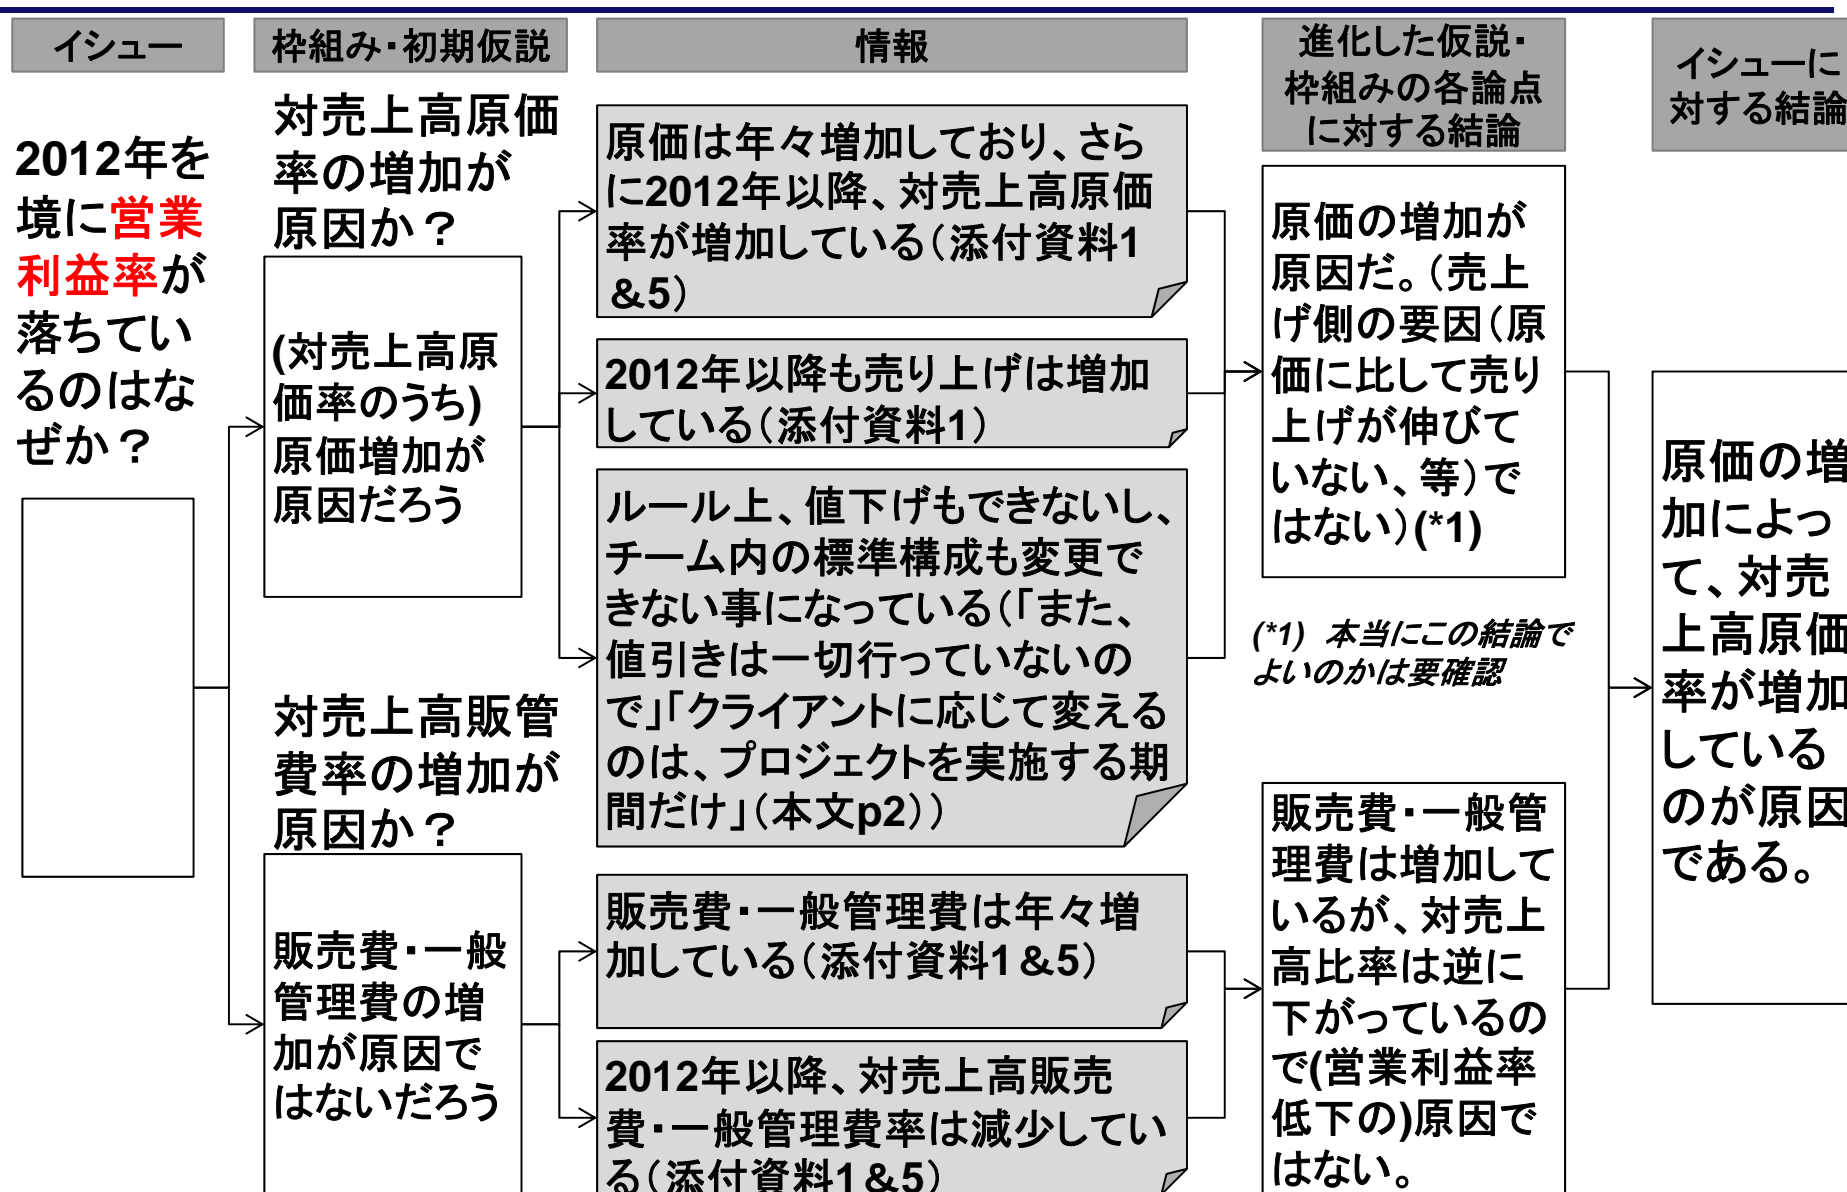 イシュー
枠組み・初期仮説
情報
進化した仮説・
枠組みの各論点
に対する結論
イシューに
対する結論
2012年を
境に営業
利益率が
落ちてい
るのはな
ぜか？
対売上高原価
率の増加が
原因か？
(対売上高原
価率のうち)
原価増加が
原因だろう
対売上高販管
費率の増加が
原因か？
販売費・一般
管理費の増
加が原因で
はないだろう
原価は年々増加しており、さら
に2012年以降、対売上高原価
率が増加している（添付資料1
＆5）
2012年以降も売り上げは増加
している（添付資料1）
ルール上、値下げもできないし、
チーム内の標準構成も変更で
きない事になっている（「また、
値引きは一切行っていないの
で」「クライアントに応じて変える
のは、プロジェクトを実施する期
間だけ」（本文p2））
販売費・一般管理費は年々増
加している（添付資料1＆5）
2012年以降、対売上高販売
費・一般管理費率は減少してい
る（添付資料1＆5）
原価の増加が
原因だ。（売上
げ側の要因（原
価に比して売り
上げが伸びて
いない、等）で
はない）(*1)
(*1) 本当にこの結論で
よいのかは要確認
販売費・一般管
理費は増加して
いるが、対売上
高比率は逆に
下がっているの
で(営業利益率
低下の)原因で
はない。
原価の増
加によっ
て、対売
上高原価
率が増加
している
のが原因
である。